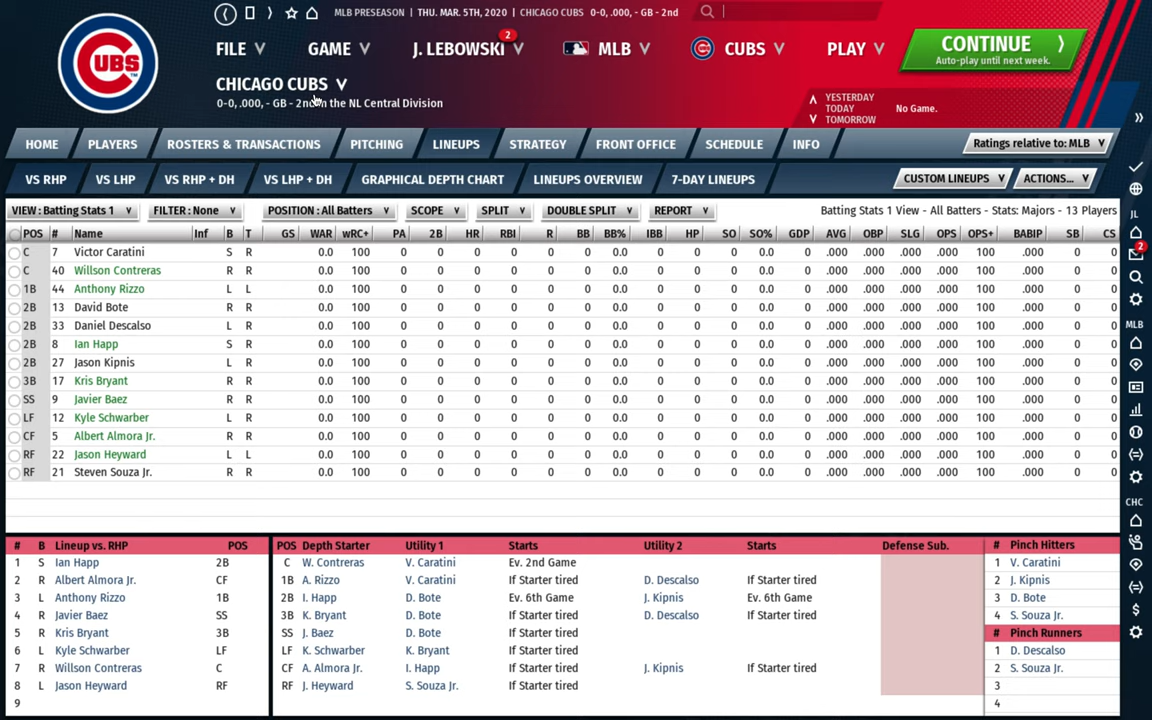 MLB PRESEASON | THU. MAR. 5TH, 2020 | CHICAGO CUBS 0-0, .000, - GB - 2nd
CUBS
FILE GAME J. LEBOWSKI 2 MLB CUBS PLAY
CONTINUE
Auto-play until next week.
CHICAGO CUBS
0-0, .000, - GB - 2nd in the NL Central Division
YESTERDAY
TODAY No Game.
TOMORROW
HOME PLAYERS ROSTERS & TRANSACTIONS PITCHING LINEUPS STRATEGY FRONT OFFICE SCHEDULE INFO Ratings relative to: MLB
VS RHP VS LHP VS RHP + DH VS LHP + DH GRAPHICAL DEPTH CHART LINEUPS OVERVIEW 7-DAY LINEUPS CUSTOM LINEUPS ACTIONS...
VIEW : Batting Stats 1 FILTER : None POSITION : All Batters SCOPE SPLIT DOUBLE SPLIT REPORT Batting Stats 1 View - All Batters - Stats: Majors - 13 Players
POS # Name Inf B T GS WAR wRC+ PA 2B HR RBI R BB BB% IBB HP SO SO% GDP AVG OBP SLG OPS OPS+ BABIP SB CS
C 7 Victor Caratini S R 0.0 100 0 0 0 0 0 0 0.0 0 0 0 0.0 0 .000 .000 .000 .000 100 .000 0 0
C 40 Willson Contreras R R 0.0 100 0 0 0 0 0 0 0.0 0 0 0 0.0 0 .000 .000 .000 .000 100 .000 0 0
1B 44 Anthony Rizzo L L 0.0 100 0 0 0 0 0 0 0.0 0 0 0 0.0 0 .000 .000 .000 .000 100 .000 0 0
2B 13 David Bote R R 0.0 100 0 0 0 0 0 0 0.0 0 0 0 0.0 0 .000 .000 .000 .000 100 .000 0 0
2B 33 Daniel Descalso L R 0.0 100 0 0 0 0 0 0 0.0 0 0 0 0.0 0 .000 .000 .000 .000 100 .000 0 0
2B 8 Ian Happ S R 0.0 100 0 0 0 0 0 0 0.0 0 0 0 0.0 0 .000 .000 .000 .000 100 .000 0 0
2B 27 Jason Kipnis L R 0.0 100 0 0 0 0 0 0 0.0 0 0 0 0.0 0 .000 .000 .000 .000 100 .000 0 0
3B 17 Kris Bryant R R 0.0 100 0 0 0 0 0 0 0.0 0 0 0 0.0 0 .000 .000 .000 .000 100 .000 0 0
SS 9 Javier Baez R R 0.0 100 0 0 0 0 0 0 0.0 0 0 0 0.0 0 .000 .000 .000 .000 100 .000 0 0
LF 12 Kyle Schwarber L R 0.0 100 0 0 0 0 0 0 0.0 0 0 0 0.0 0 .000 .000 .000 .000 100 .000 0 0
CF 5 Albert Almora Jr. R R 0.0 100 0 0 0 0 0 0 0.0 0 0 0 0.0 0 .000 .000 .000 .000 100 .000 0 0
RF 22 Jason Heyward L L 0.0 100 0 0 0 0 0 0 0.0 0 0 0 0.0 0 .000 .000 .000 .000 100 .000 0 0
RF 21 Steven Souza Jr. R R 0.0 100 0 0 0 0 0 0 0.0 0 0 0 0.0 0 .000 .000 .000 .000 100 .000 0 0
# B Lineup vs. RHP POS
1 S Ian Happ 2B
2 R Albert Almora Jr. CF
3 L Anthony Rizzo 1B
4 R Javier Baez SS
5 R Kris Bryant 3B
6 L Kyle Schwarber LF
7 R Willson Contreras C
8 L Jason Heyward RF
9
POS Depth Starter Utility 1 Starts Utility 2 Starts Defense Sub.
C W. Contreras V. Caratini Ev. 2nd Game
1B A. Rizzo V. Caratini If Starter tired D. Descalso If Starter tired
2B I. Happ D. Bote Ev. 6th Game J. Kipnis Ev. 6th Game
3B K. Bryant D. Bote If Starter tired D. Descalso If Starter tired
SS J. Baez D. Bote If Starter tired
LF K. Schwarber K. Bryant If Starter tired
CF A. Almora Jr. I. Happ If Starter tired J. Kipnis If Starter tired
RF J. Heyward S. Souza Jr. If Starter tired
# Pinch Hitters
1 V. Caratini
2 J. Kipnis
3 D. Bote
4 S. Souza Jr.
# Pinch Runners
1 D. Descalso
2 S. Souza Jr.
3
4
JL
2
MLB
CHC